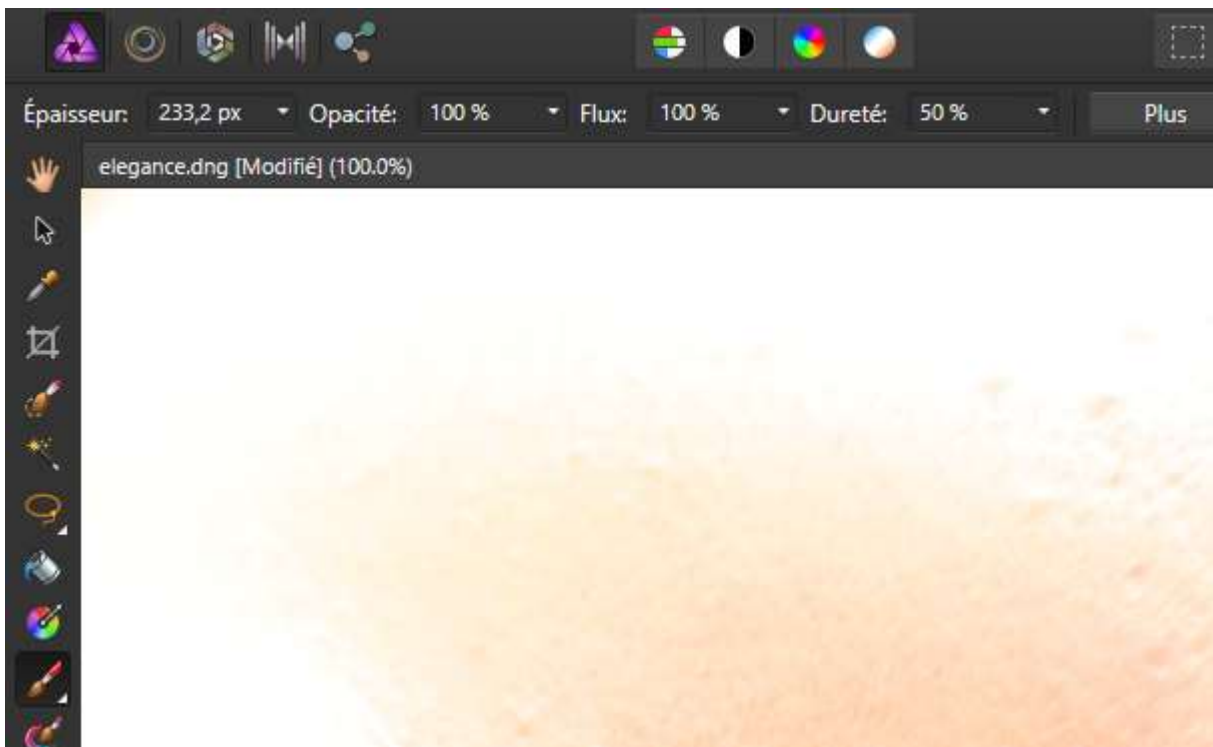 Épaisseur: 233,2 px Opacité: 100 % Flux: 100 % Dureté: 50 % Plus
elegance.dng [Modifié] (100.0%)